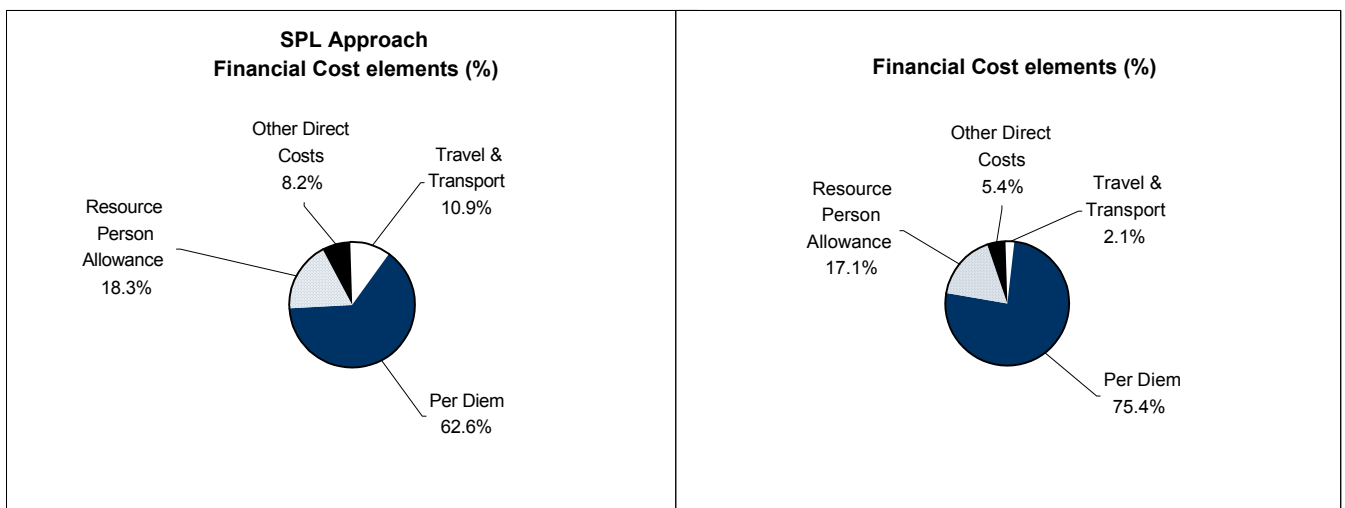 SPL Approach
Financial Cost elements (%)
Other Direct
Costs
8.2%
Travel &
Transport
10.9%
Resource
Person
Allowance
18.3%
Per Diem
62.6%
Financial Cost elements (%)
Other Direct
Costs
5.4%
Travel &
Transport
2.1%
Resource
Person
Allowance
17.1%
Per Diem
75.4%